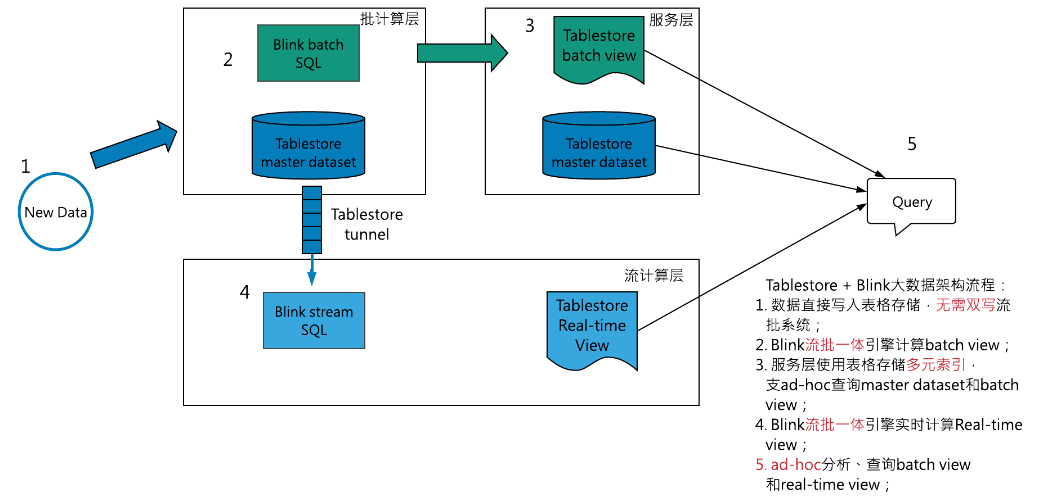 批计算层
服务层
1
2
3
4
5
New Data
Blink batch
SQL
Tablestore
master dataset
Tablestore
batch view
Tablestore
master dataset
Query
Tablestore
tunnel
流计算层
Blink stream
SQL
Tablestore
Real-time
View
Tablestore + Blink大数据架构流程：
1. 数据直接写入表格存储，无需双写流
批系统；
2. Blink流批一体引擎计算batch view；
3. 服务层使用表格存储多元索引，
支ad-hoc查询master dataset和batch
view；
4. Blink流批一体引擎实时计算Real-time
view；
5. ad-hoc分析、查询batch view
和real-time view；